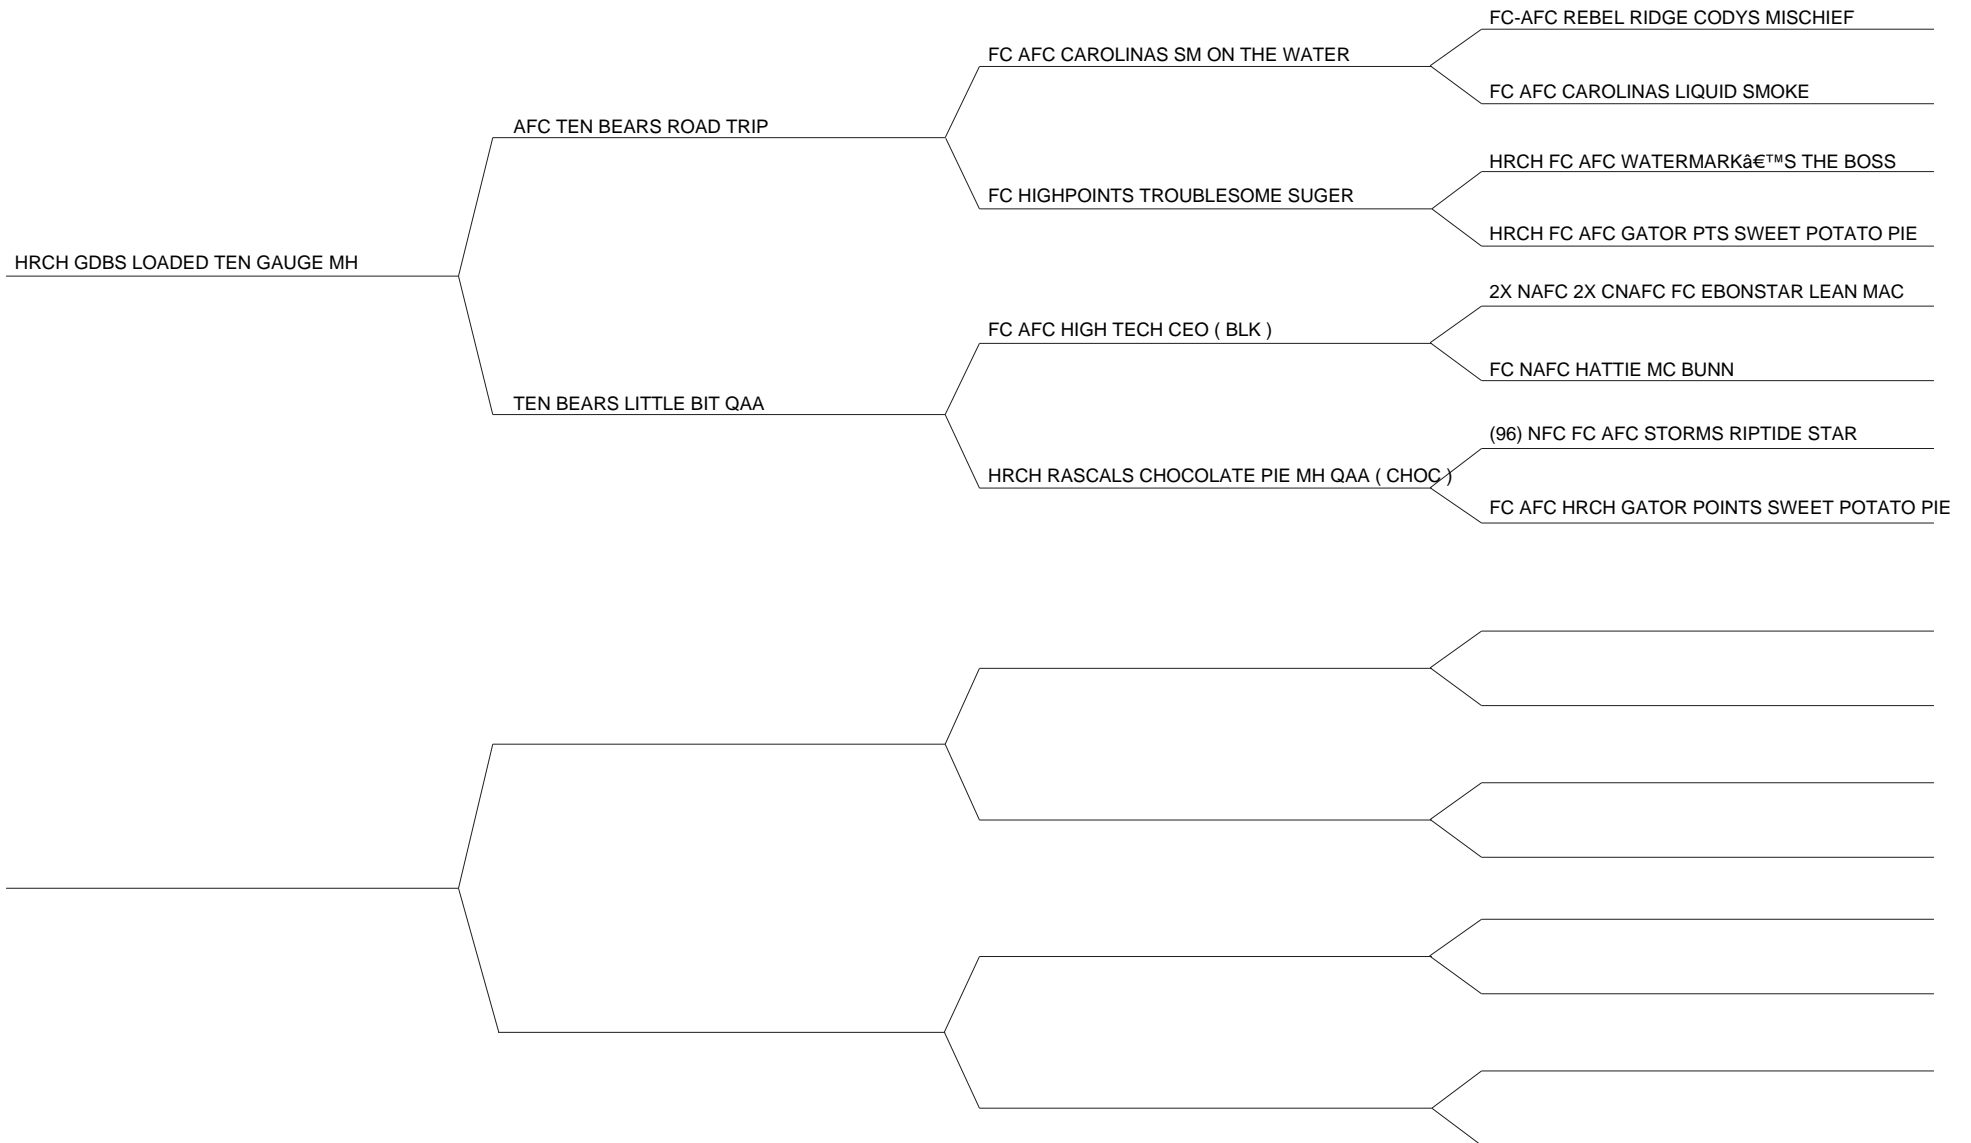 FC-AFC REBEL RIDGE CODYS MISCHIEF
FC AFC CAROLINAS SM ON THE WATER
FC AFC CAROLINAS LIQUID SMOKE
AFC TEN BEARS ROAD TRIP
HRCH FC AFC WATERMARKâ€™S THE BOSS
FC HIGHPOINTS TROUBLESOME SUGER
HRCH FC AFC GATOR PTS SWEET POTATO PIE
HRCH GDBS LOADED TEN GAUGE MH
2X NAFC 2X CNAFC FC EBONSTAR LEAN MAC
FC AFC HIGH TECH CEO ( BLK )
FC NAFC HATTIE MC BUNN
TEN BEARS LITTLE BIT QAA
(96) NFC FC AFC STORMS RIPTIDE STAR
HRCH RASCALS CHOCOLATE PIE MH QAA ( CHOC )
FC AFC HRCH GATOR POINTS SWEET POTATO PIE